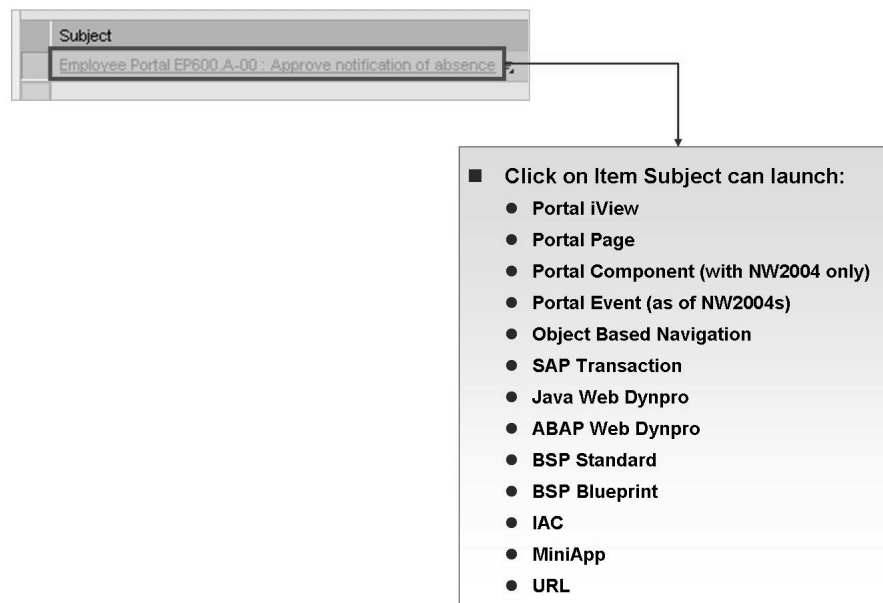 Subject
Employee Portal EP600.A-00 : Approve notification of absence
Click on Item Subject can launch:
Portal iView
Portal Page
Portal Component (with NW2004 only)
Portal Event (as of NW2004s)
Object Based Navigation
SAP Transaction
Java Web Dynpro
ABAP Web Dynpro
BSP Standard
BSP Blueprint
IAC
MiniApp
URL